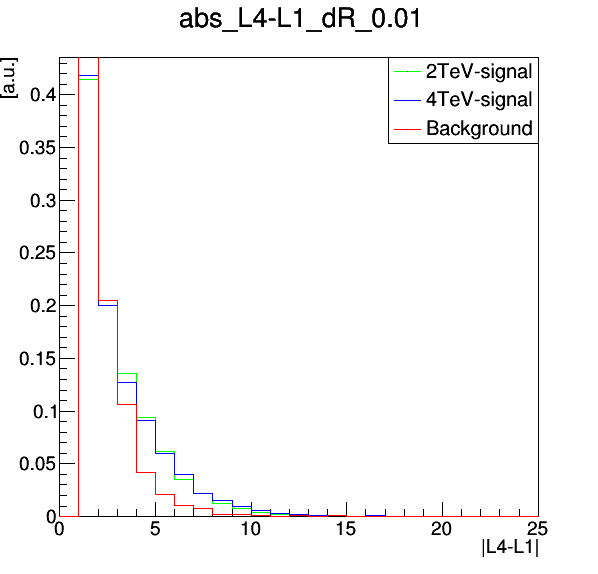 abs_L4-L1_dR_0.01
[a.u.]
2TeV-signal
4TeV-signal
Background
0.4
0.35
0.3
0.25
0.2
0.15
0.1
0.05
0
0 5 10 15 20 25
|L4-L1|